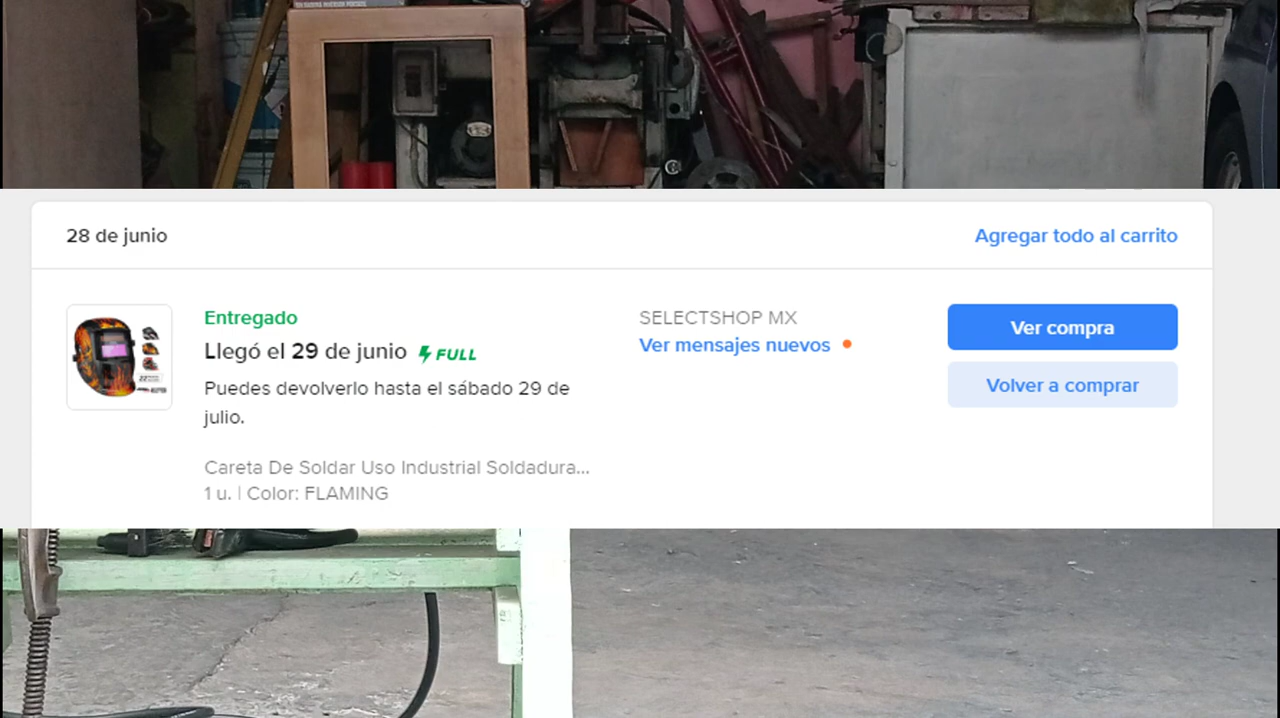 28 de junio
Agregar todo al carrito
Entregado
Llegó el 29 de junio FULL
Puedes devolverlo hasta el sábado 29 de
julio.
Careta De Soldar Uso Industrial Soldadura...
1 u. | Color: FLAMING
SELECTSHOP MX
Ver mensajes nuevos
Ver compra
Volver a comprar